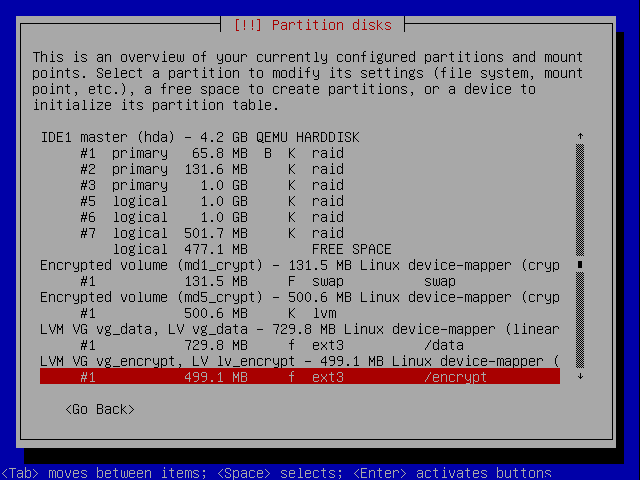 [!!] Partition disks
This is an overview of your currently configured partitions and mount
points. Select a partition to modify its settings (file system, mount
point, etc.), a free space to create partitions, or a device to
initialize its partition table.
IDE1 master (hda) - 4.2 GB QEMU HARDDISK
#1 primary 65.8 MB B K raid
#2 primary 131.6 MB K raid
#3 primary 1.0 GB K raid
#5 logical 1.0 GB K raid
#6 logical 1.0 GB K raid
#7 logical 501.7 MB K raid
logical 477.1 MB FREE SPACE
Encrypted volume (md1_crypt) - 131.5 MB Linux device-mapper (cryp
#1 131.5 MB F swap swap
Encrypted volume (md5_crypt) - 500.6 MB Linux device-mapper (cryp
#1 500.6 MB K lvm
LVM VG vg_data, LV vg_data - 729.8 MB Linux device-mapper (linear
#1 729.8 MB f ext3 /data
LVM VG vg_encrypt, LV lv_encrypt - 499.1 MB Linux device-mapper (
#1 499.1 MB f ext3 /encrypt
<Go Back>
<Tab> moves between items; <Space> selects; <Enter> activates buttons